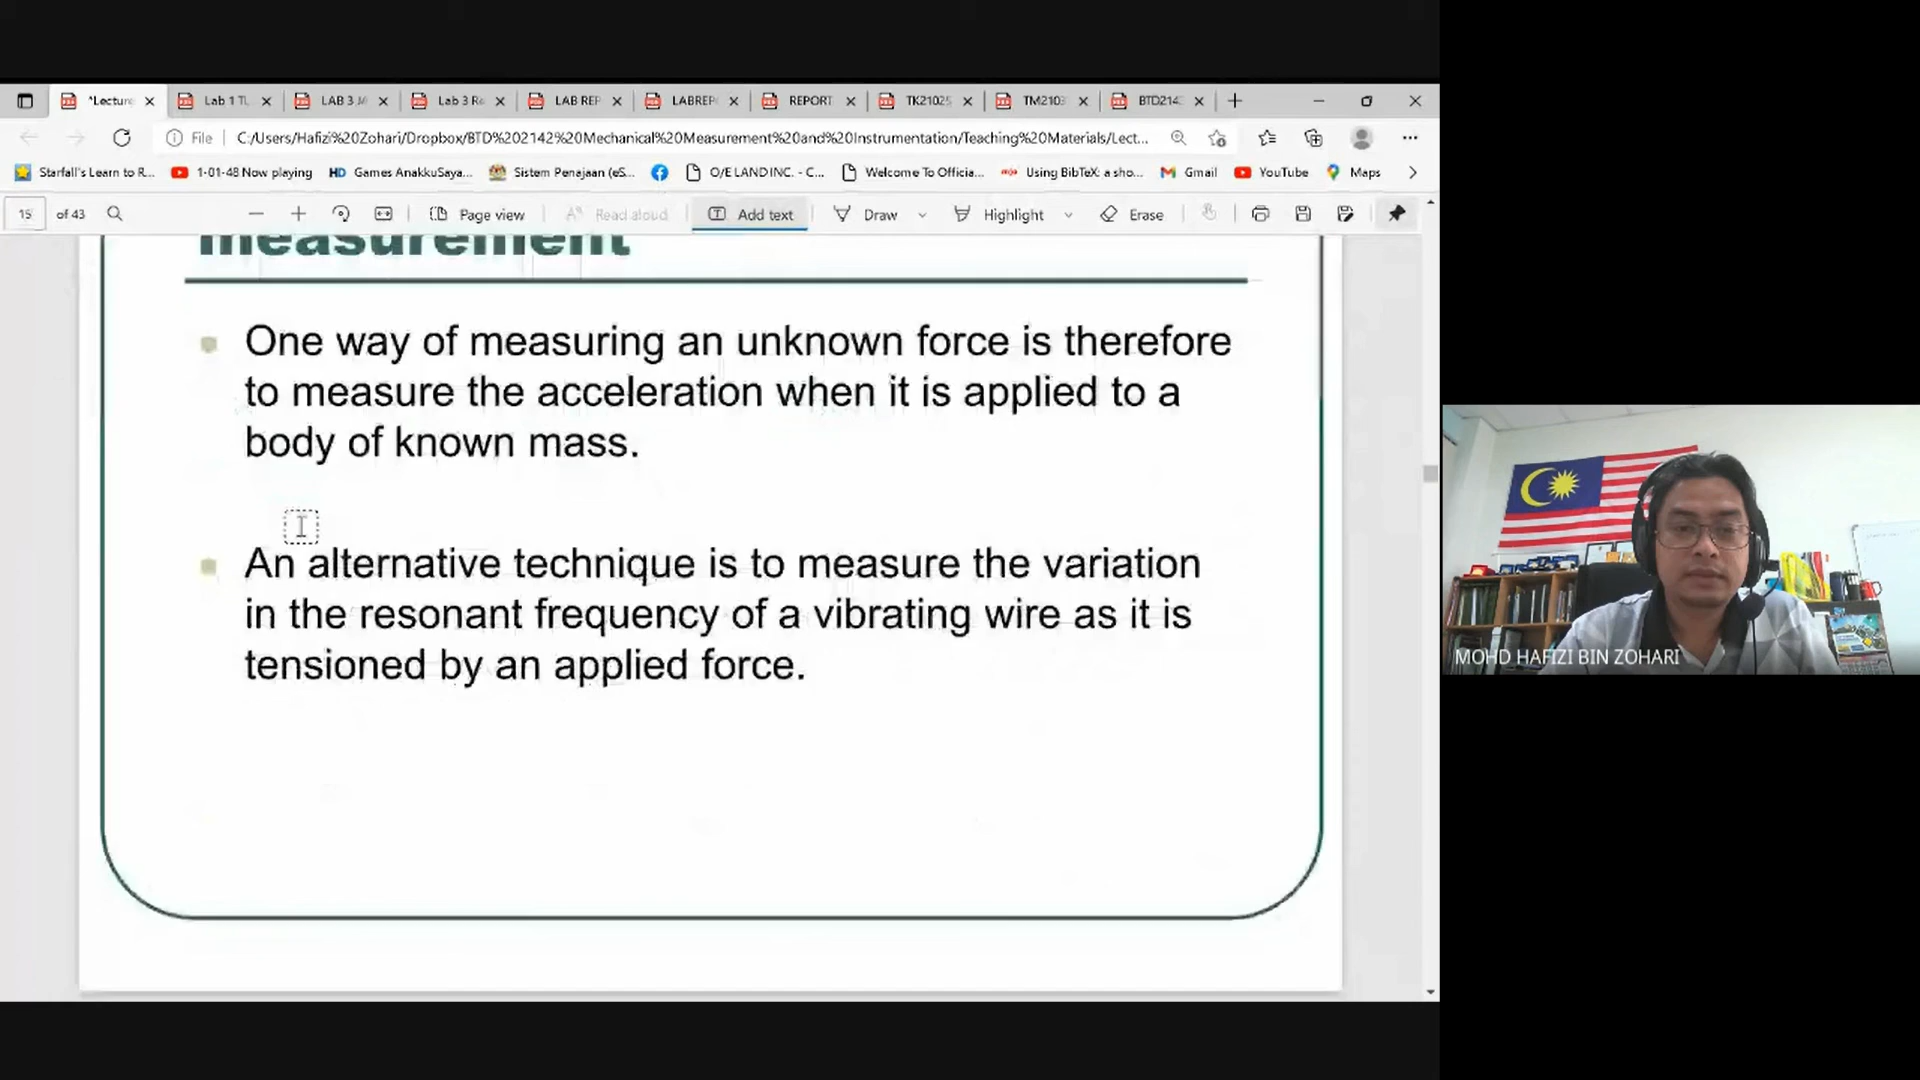 *Lecture
Lab 1 TL
LAB 3 M
Lab 3 Re
LAB REP
LABREP
REPORT
TK21025
TM2103
BTD214
File
C:/Users/Hafizi%20Zohari/Dropbox/BTD%202142%20Mechanical%20Measurement%20and%20Instrumentation/Teaching%20Materials/Lect...
Starfall's Learn to R...
1-01-48 Now playing
HD Games AnakkuSaya...
Sistem Penajaan (eS...
O/E LAND INC. - C...
Welcome To Officia...
Using BibTeX: a sho...
Gmail
YouTube
Maps
15 of 43
Page view
Read aloud
Add text
Draw
Highlight
Erase
measurement
One way of measuring an unknown force is therefore
to measure the acceleration when it is applied to a
body of known mass.
An alternative technique is to measure the variation
in the resonant frequency of a vibrating wire as it is
tensioned by an applied force.
MOHD HAFIZI BIN ZOHARI